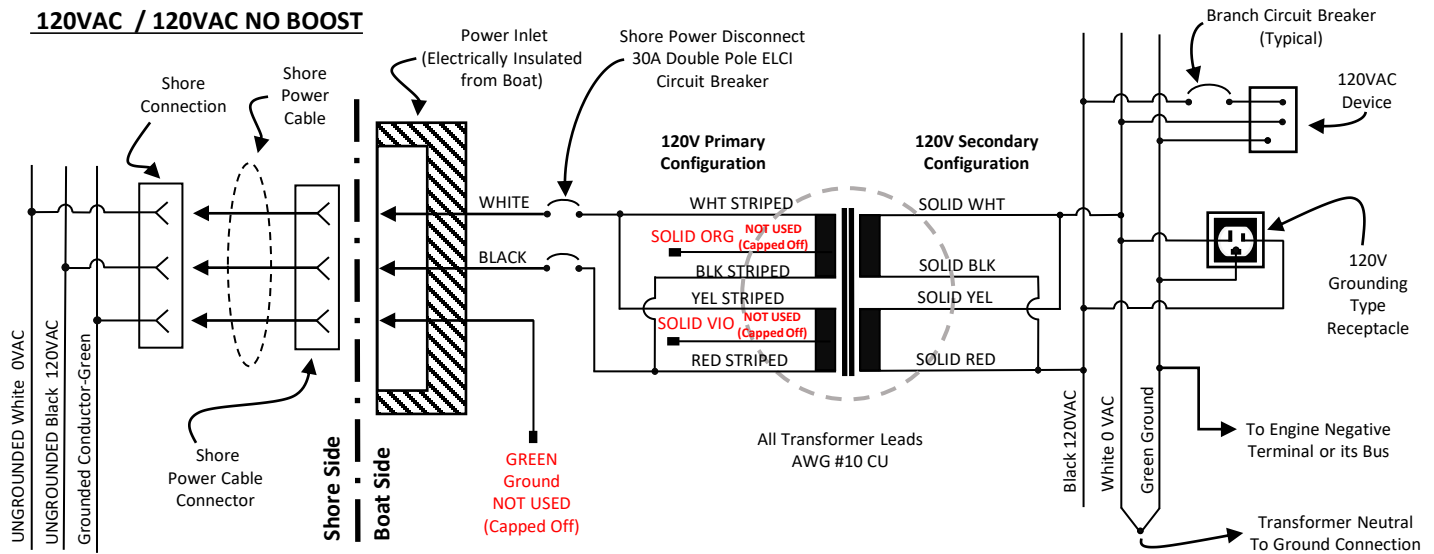 120VAC / 120VAC NO BOOST
Shore
Connection
Shore
Power
Cable
Power Inlet
(Electrically Insulated
from Boat)
Shore Power Disconnect
30A Double Pole ELCI
Circuit Breaker
Branch Circuit Breaker
(Typical)
120VAC
Device
120V Primary
Configuration
120V Secondary
Configuration
WHITE
WHT STRIPED
SOLID WHT
SOLID ORG
NOT USED
(Capped Off)
BLACK
BLK STRIPED
SOLID BLK
YEL STRIPED
SOLID YEL
SOLID VIO
NOT USED
(Capped Off)
RED STRIPED
SOLID RED
120V
Grounding
Type
Receptacle
UNGROUNDED White 0VAC
UNGROUNDED Black 120VAC
Grounded Conductor-Green
Shore
Power Cable
Connector
Shore Side
Boat Side
GREEN
Ground
NOT USED
(Capped Off)
All Transformer Leads
AWG #10 CU
Black 120VAC
White 0 VAC
Green Ground
To Engine Negative
Terminal or its Bus
Transformer Neutral
To Ground Connection